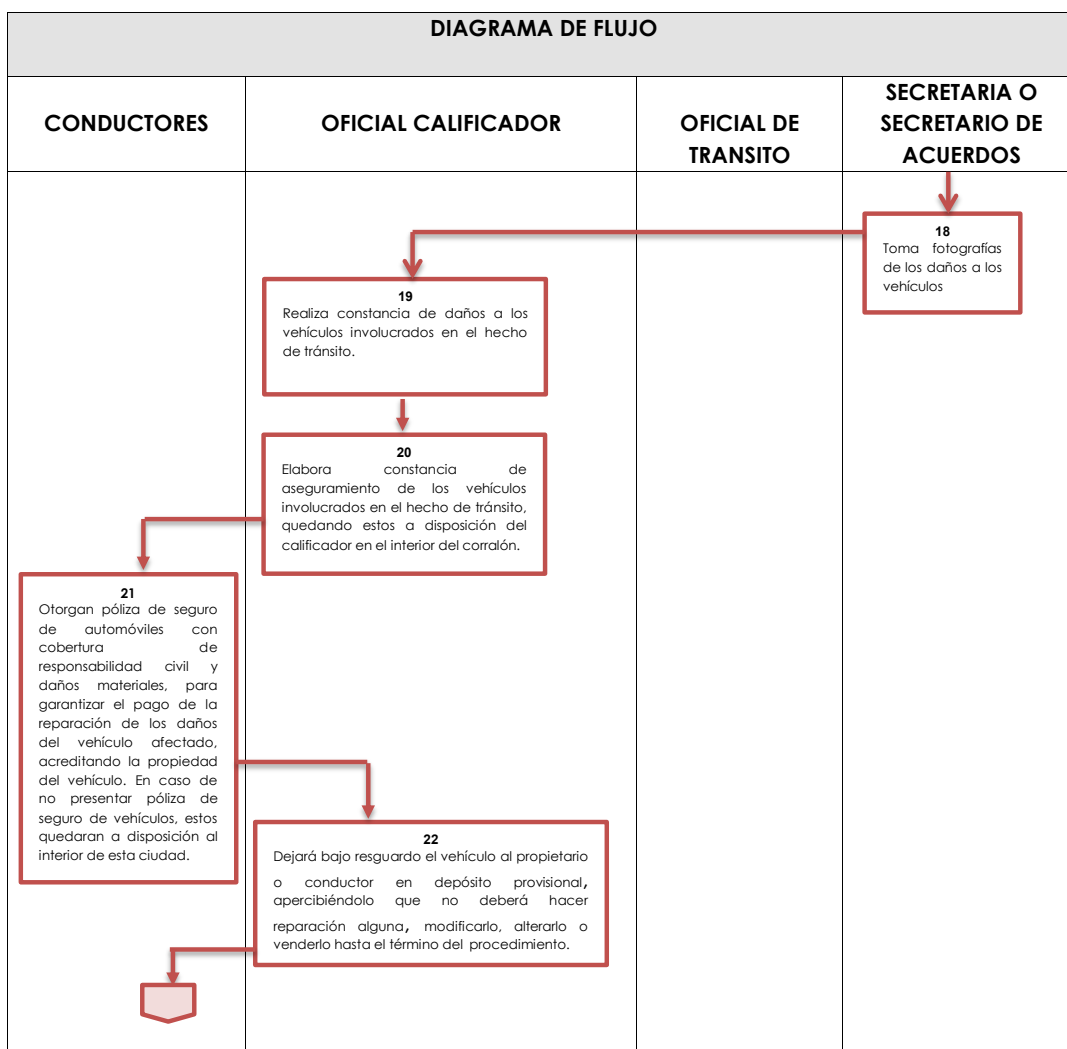 DIAGRAMA DE FLUJO
CONDUCTORES
OFICIAL CALIFICADOR
OFICIAL DE
TRANSITO
SECRETARIA O
SECRETARIO DE
ACUERDOS
18
Toma fotografías
de los daños a los
vehículos
19
Realiza constancia de daños a los
vehículos involucrados en el hecho
de tránsito.
20
Elabora constancia de
aseguramiento de los vehículos
involucrados en el hecho de tránsito,
quedando estos a disposición del
calificador en el interior del corralón.
21
Otorgan póliza de seguro
de automóviles con
cobertura de
responsabilidad civil y
daños materiales, para
garantizar el pago de la
reparación de los daños
del vehículo afectado,
acreditando la propiedad
del vehículo. En caso de
no presentar póliza de
seguro de vehículos, estos
quedaran a disposición al
interior de esta ciudad.
22
Dejará bajo resguardo el vehículo al propietario
o conductor en depósito provisional,
apercibiéndolo que no deberá hacer
reparación alguna, modificarlo, alterarlo o
venderlo hasta el término del procedimiento.